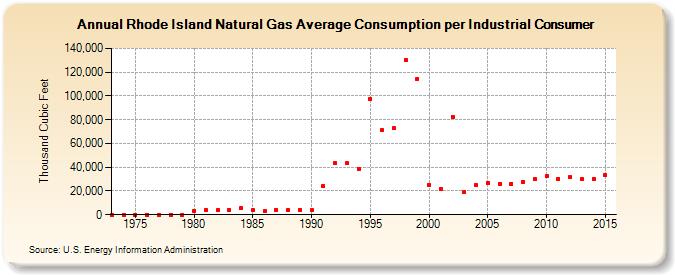 Annual Rhode Island Natural Gas Average Consumption per Industrial Consumer
Thousand Cubic Feet
140,000
120,000
100,000
80,000
60,000
40,000
20,000
0
1975 1980 1985 1990 1995 2000 2005 2010 2015
Source: U.S. Energy Information Administration